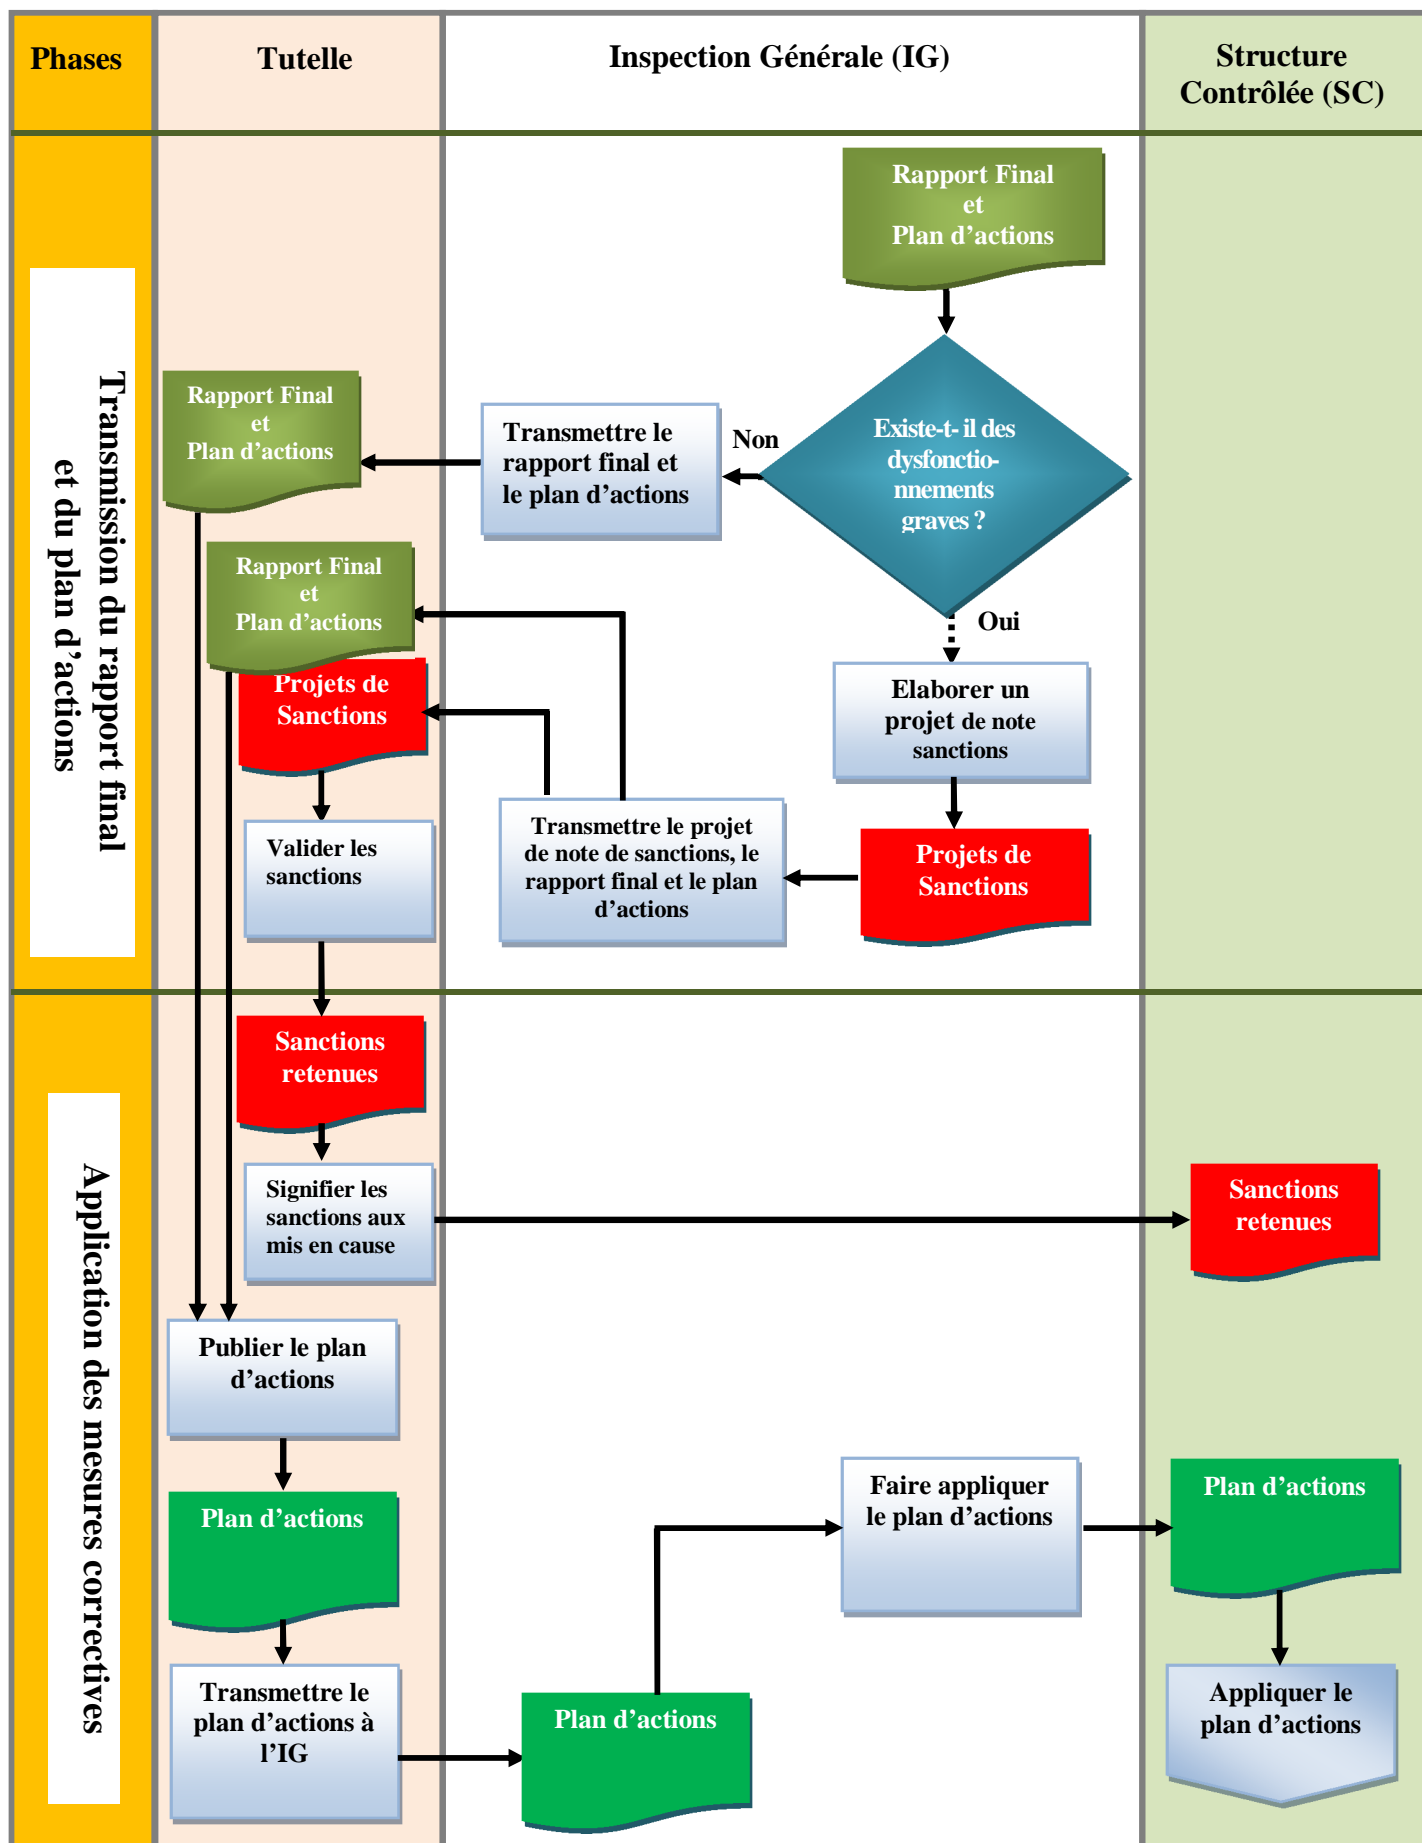 Phases
Tutelle
Inspection Générale (IG)
Structure
Contrôlée (SC)
Transmission du rapport final
et du plan d’actions
Rapport Final
et
Plan d’actions
Existe-t- il des
dysfonctio-
nnements
graves ?
Non
Transmettre le
rapport final et
le plan d’actions
Rapport Final
et
Plan d’actions
Rapport Final
et
Plan d’actions
Oui
Elaborer un
projet de note
sanctions
Projets de
Sanctions
Transmettre le projet
de note de sanctions, le
rapport final et le plan
d’actions
Projets de
Sanctions
Valider les
sanctions
Application des mesures correctives
Sanctions
retenues
Signifier les
sanctions aux
mis en cause
Sanctions
retenues
Publier le plan
d’actions
Plan d’actions
Transmettre le
plan d’actions à
l’IG
Plan d’actions
Faire appliquer
le plan d’actions
Plan d’actions
Appliquer le
plan d’actions